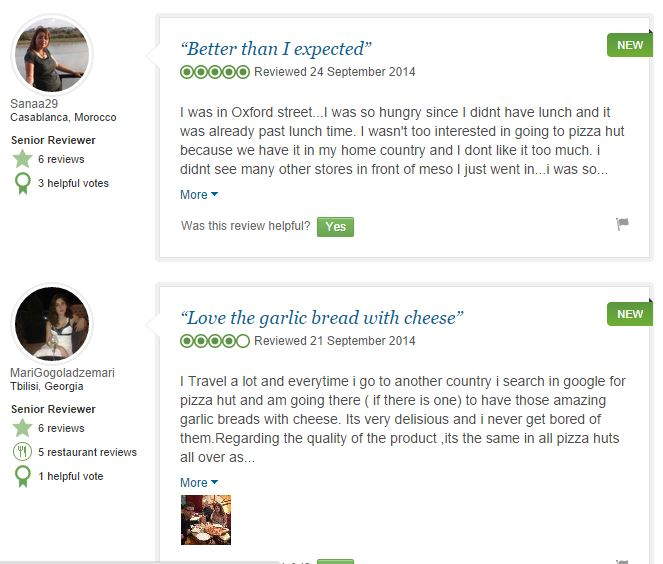 “Better than I expected”
NEW
Reviewed 24 September 2014
Sanaa29
Casablanca, Morocco
Senior Reviewer
6 reviews
3 helpful votes
I was in Oxford street...I was so hungry since I didnt have lunch and it
was already past lunch time. I wasn't too interested in going to pizza hut
because we have it in my home country and I dont like it too much. i
didnt see many other stores in front of meso I just went in...i was so...
More
Was this review helpful? Yes
“Love the garlic bread with cheese”
NEW
Reviewed 21 September 2014
MariGogoladzemari
Tbilisi, Georgia
Senior Reviewer
6 reviews
5 restaurant reviews
1 helpful vote
I Travel a lot and everytime i go to another country i search in google for
pizza hut and am going there ( if there is one) to have those amazing
garlic breads with cheese. Its very delisious and i never get bored of
them.Regarding the quality of the product ,its the same in all pizza huts
all over as...
More